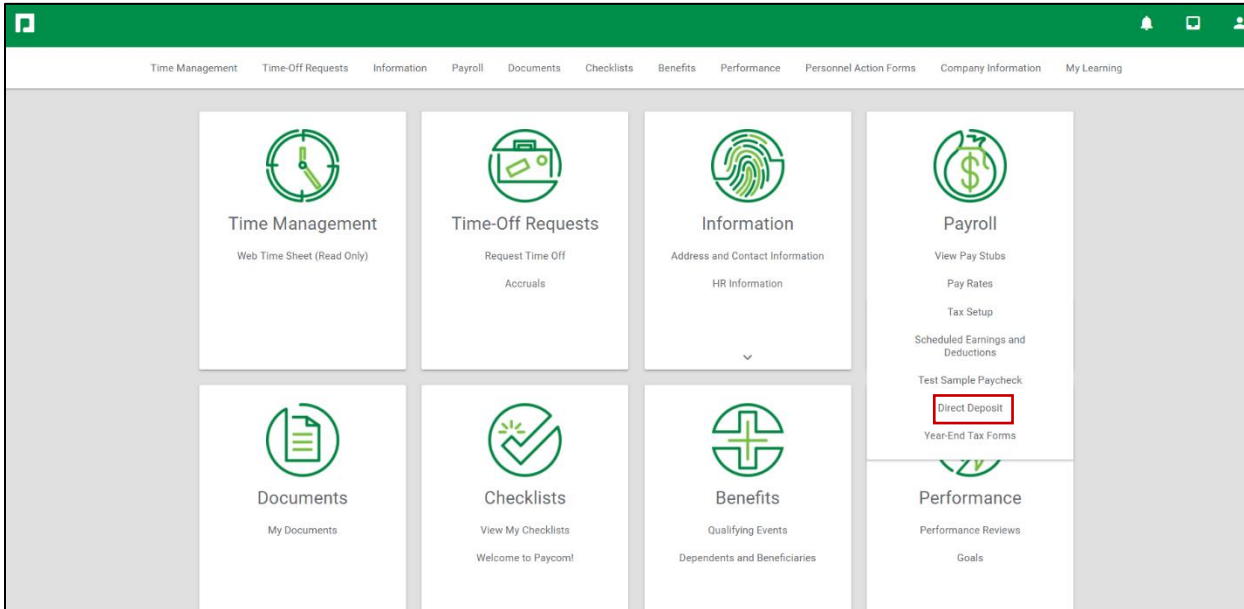 Time Management Time-Off Requests Information Payroll Documents Checklists Benefits Performance Personnel Action Forms Company Information My Learning
Time Management
Web Time Sheet (Read Only)
Time-Off Requests
Request Time Off
Accruals
Information
Address and Contact Information
HR Information
Payroll
View Pay Stubs
Pay Rates
Tax Setup
Scheduled Earnings and
Deductions
Test Sample Paycheck
Direct Deposit
Year-End Tax Forms
Documents
My Documents
Checklists
View My Checklists
Welcome to Paycom!
Benefits
Qualifying Events
Dependents and Beneficiaries
Performance
Performance Reviews
Goals